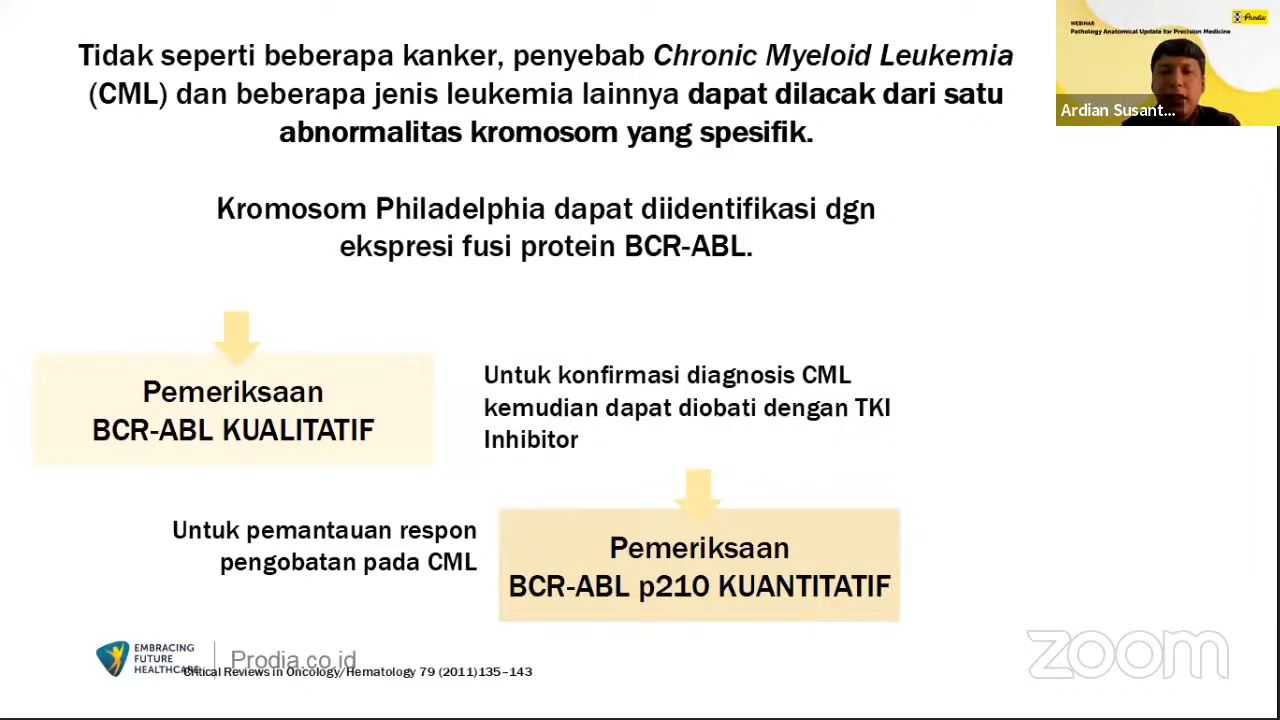 Tidak seperti beberapa kanker, penyebab Chronic Myeloid Leukemia
(CML) dan beberapa jenis leukemia lainnya dapat dilacak dari satu
abnormalitas kromosom yang spesifik.
Kromosom Philadelphia dapat diidentifikasi dgn
ekspresi fusi protein BCR-ABL.
Pemeriksaan
BCR-ABL KUALITATIF
Untuk konfirmasi diagnosis CML
kemudian dapat diobati dengan TKI
Inhibitor
Untuk pemantauan respon
pengobatan pada CML
Pemeriksaan
BCR-ABL p210 KUANTITATIF
EMBRACING
FUTURE
HEALTHCARE
Prodia.co.id
Critical Reviews in Oncology/Hematology 79 (2011)135–143
WEBINAR
Pathology Anatomical Update for Precision Medicine
Prodia
Ardian Susant...
zoom